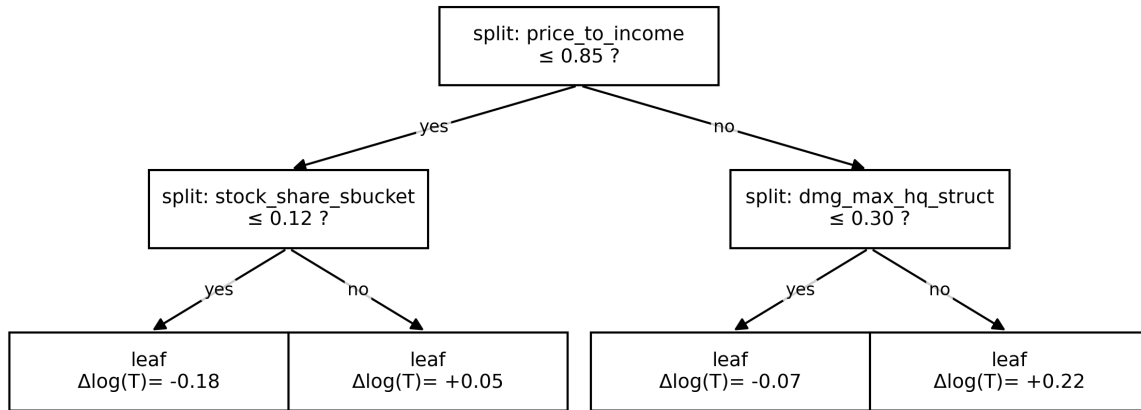 split: price_to_income
≤ 0.85 ?
yes
no
split: stock_share_sbucket
≤ 0.12 ?
split: dmg_max_hq_struct
≤ 0.30 ?
yes
no
yes
no
leaf
Δlog(T)= -0.18
leaf
Δlog(T)= +0.05
leaf
Δlog(T)= -0.07
leaf
Δlog(T)= +0.22